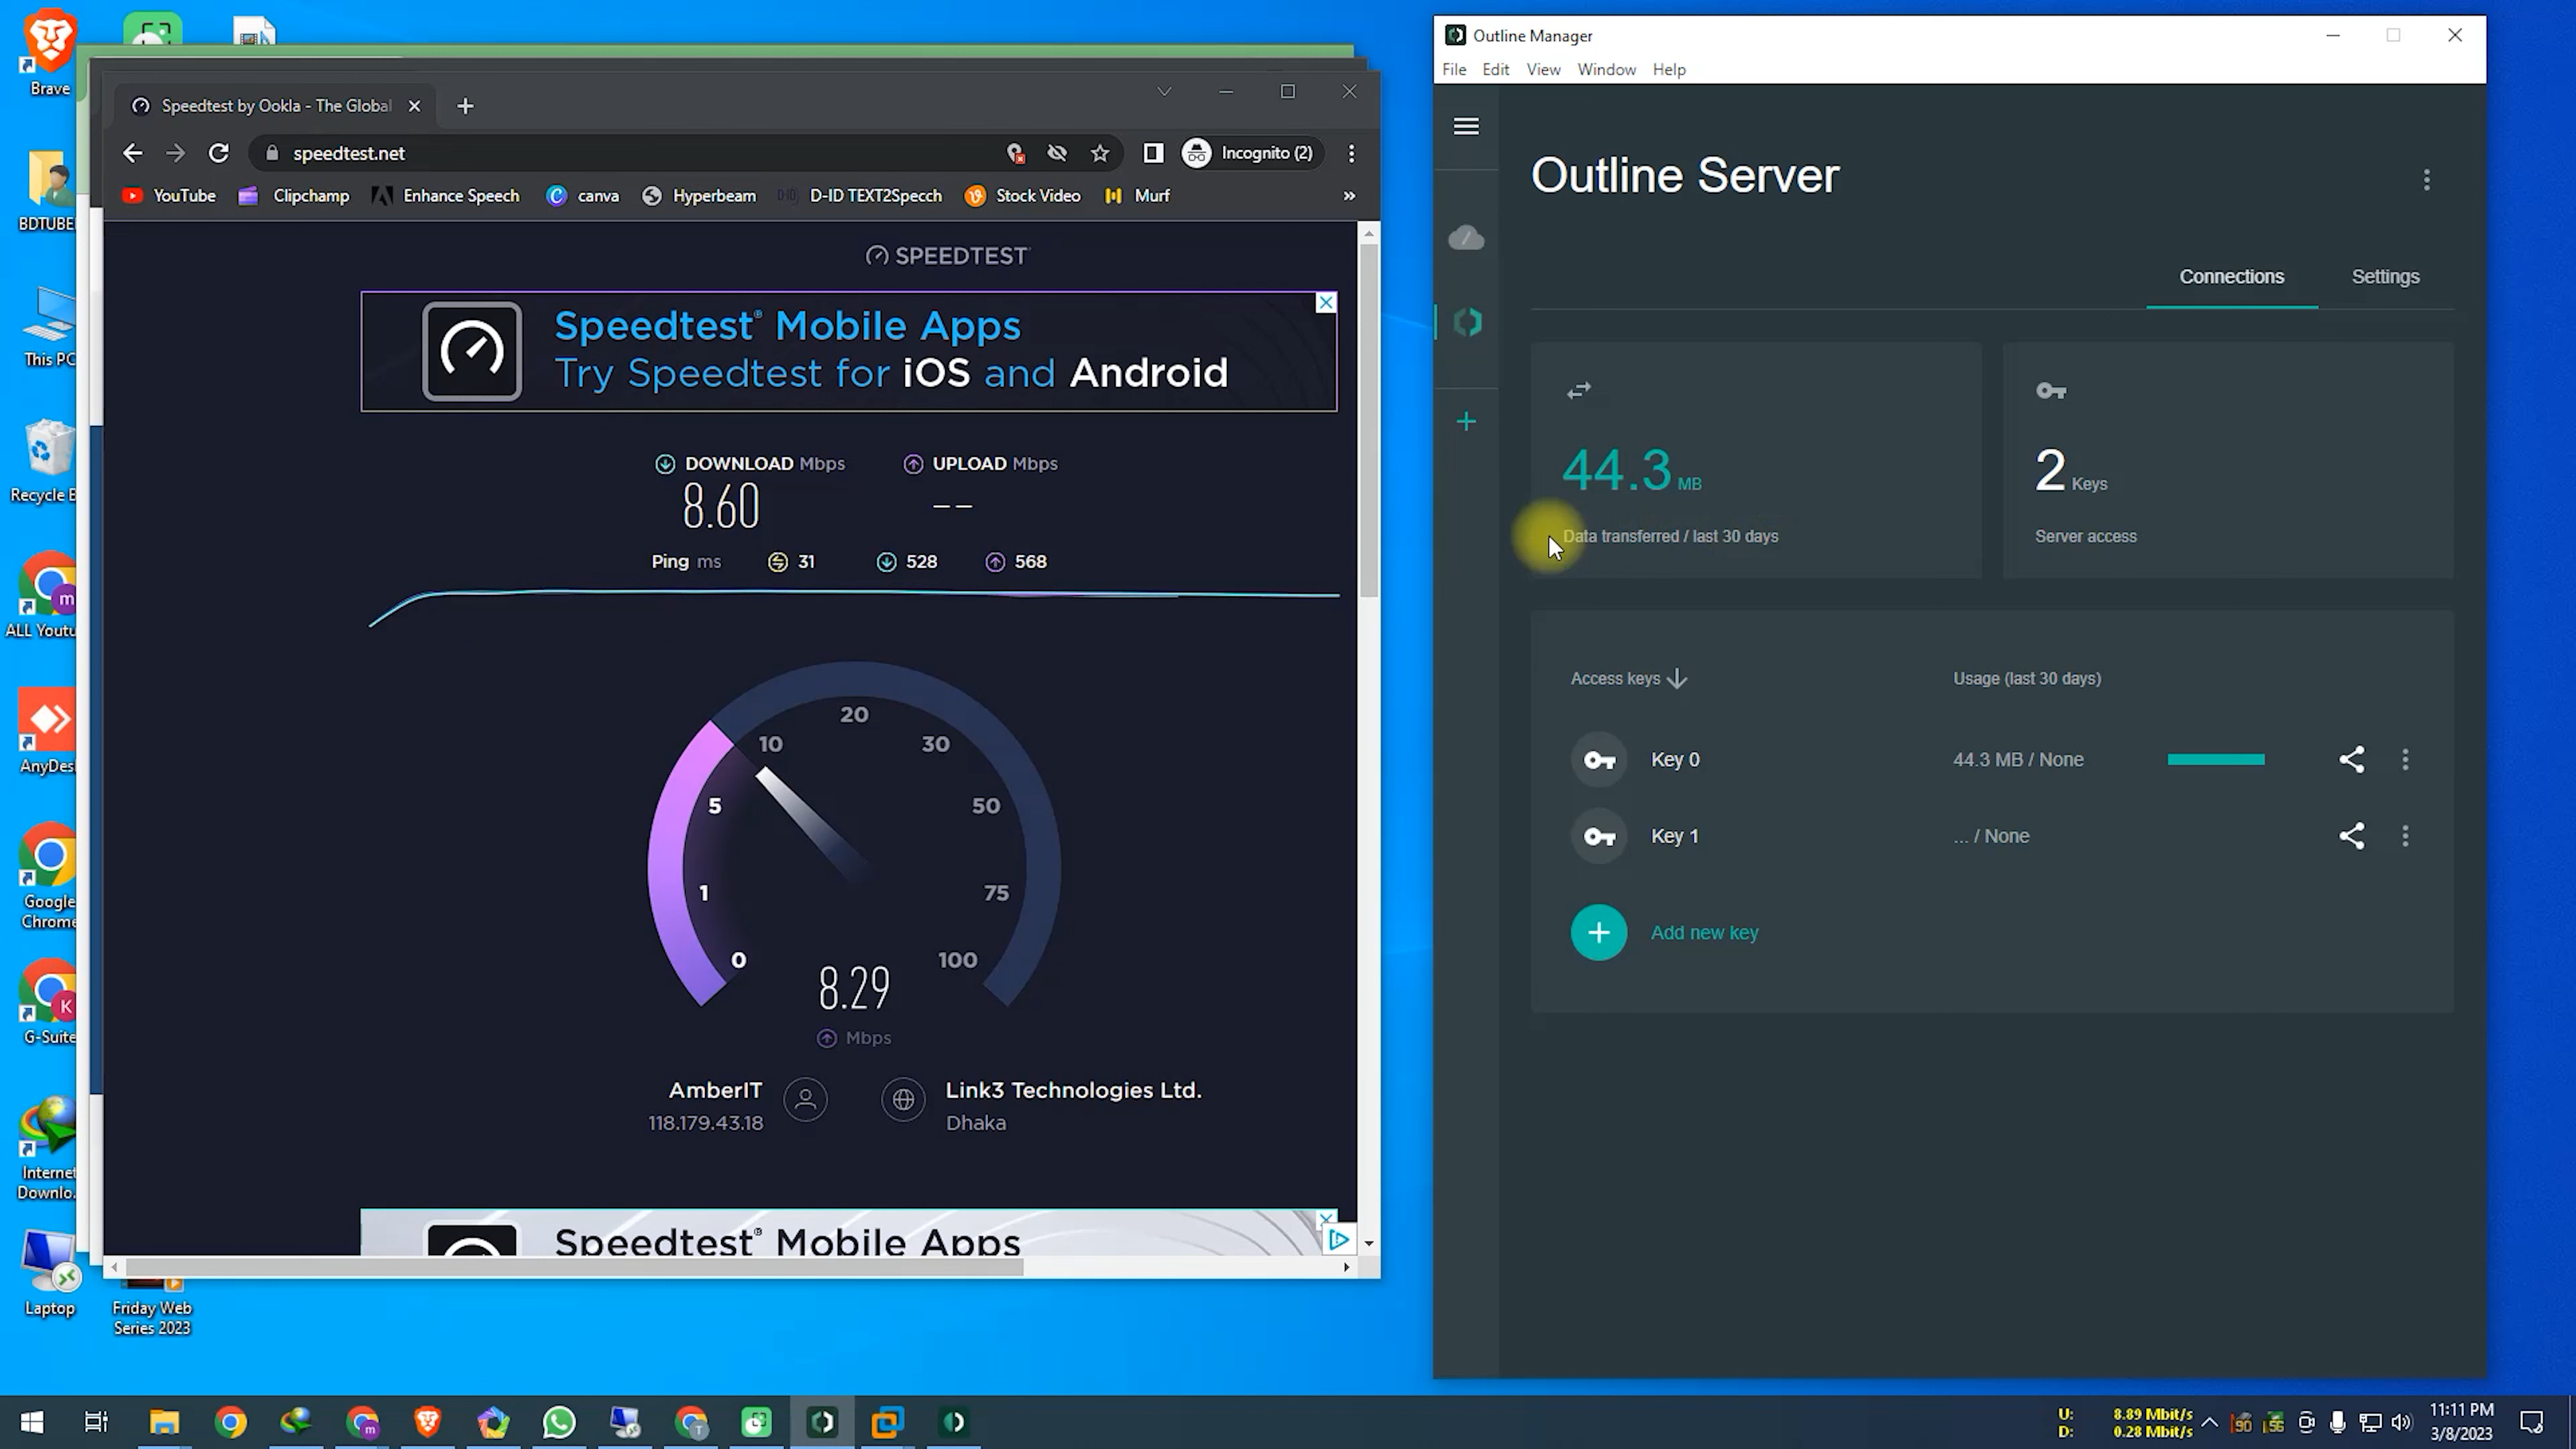 Brave
BDTUBE
This PC
Recycle B
ALL Youtu
AnyDes
Google
Chrome
G-Suite
Internet
Downlo...
Laptop
Friday Web
Series 2023
Speedtest by Ookla - The Global
speedtest.net
Incognito (2)
YouTube
Clipchamp
Enhance Speech
canva
Hyperbeam
D-ID TEXT2Specch
Stock Video
Murf
»
SPEEDTEST
Speedtest® Mobile Apps
Try Speedtest for iOS and Android
DOWNLOAD Mbps
UPLOAD Mbps
8.60
– –
Ping ms 31 528 568
0
1
5
10
20
30
50
75
100
8.29
Mbps
AmberIT
118.179.43.18
Link3 Technologies Ltd.
Dhaka
Speedtest® Mobile Apps
Outline Manager
File Edit View Window Help
Outline Server
Connections
Settings
44.3 MB
Data transferred / last 30 days
2 Keys
Server access
Access keys
Usage (last 30 days)
Key 0
44.3 MB / None
Key 1
... / None
Add new key
U: 8.89 Mbit/s
D: 0.28 Mbit/s
11:11 PM
3/8/2023